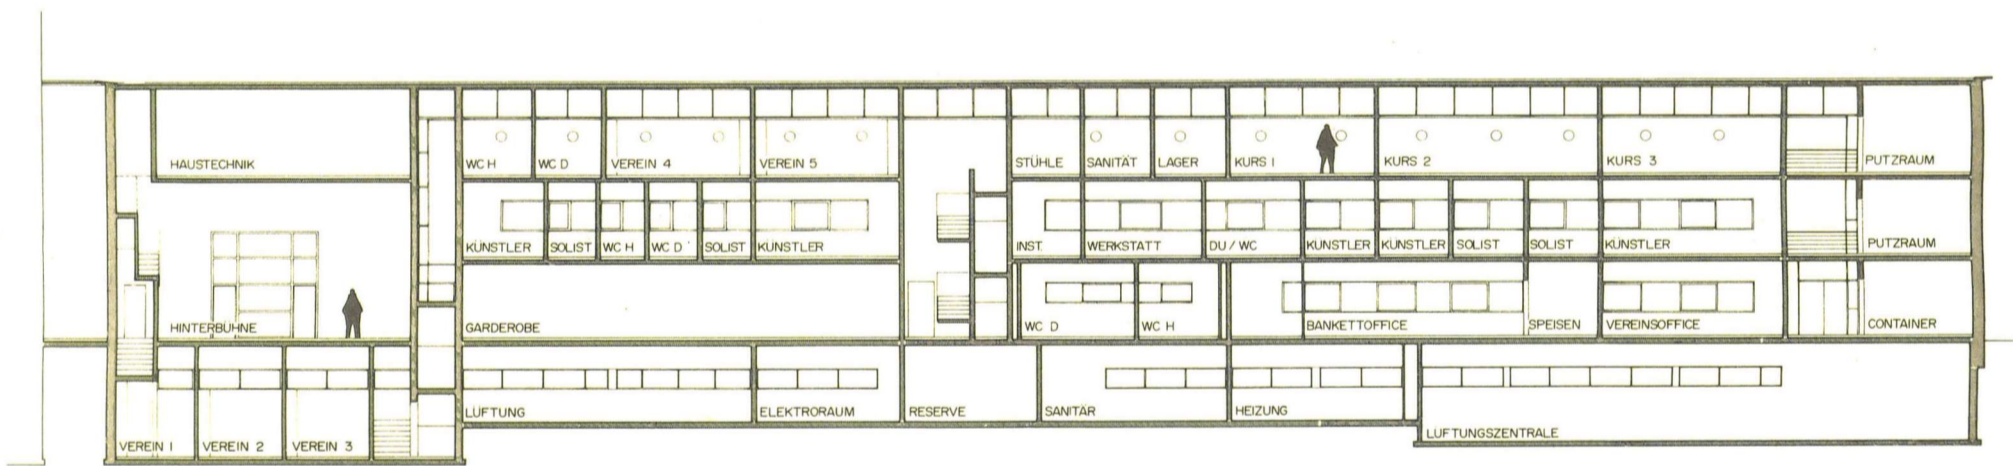 HAUSTECHNIK
WC H
WC D
VEREIN 4
VEREIN 5
STÜHLE
SANITÄT
LAGER
KURS 1
KURS 2
KURS 3
PUTZRAUM
KÜNSTLER
SOLIST
WC H
WC D
SOLIST
KÜNSTLER
INST.
WERKSTATT
DU / WC
KÜNSTLER
KÜNSTLER
SOLIST
SOLIST
KÜNSTLER
PUTZRAUM
HINTERBÜHNE
GARDEROBE
WC D
WC H
BANKETTOFFICE
SPEISEN
VEREINSOFFICE
CONTAINER
LÜFTUNG
ELEKTRORAUM
RESERVE
SANITÄR
HEIZUNG
LÜFTUNGSZENTRALE
VEREIN 1
VEREIN 2
VEREIN 3